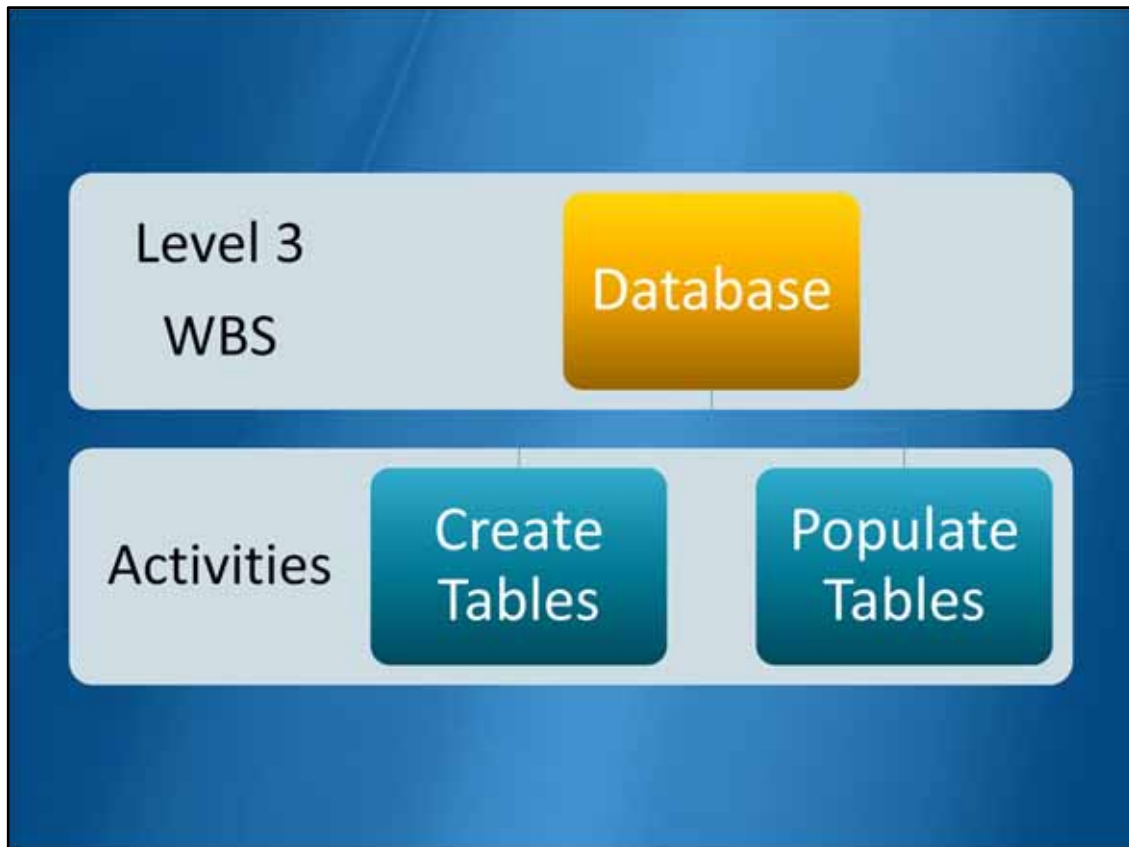 Level 3
WBS
Database
Activities
Create
Tables
Populate
Tables